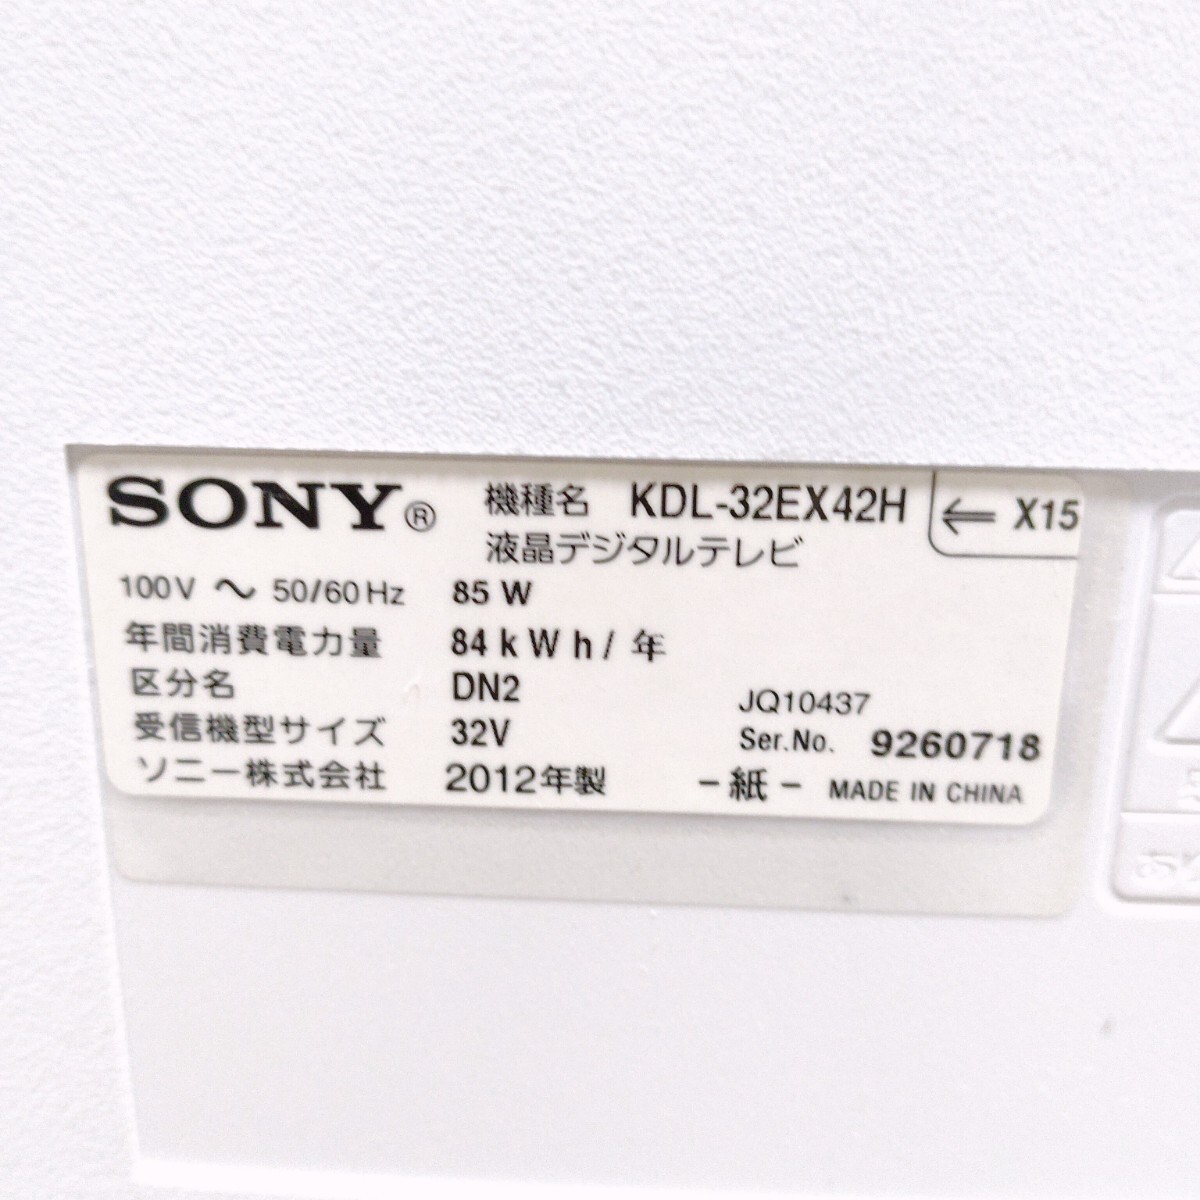 SONY® 機種名 KDL-32EX42H ⇐ X15
液晶デジタルテレビ
100V ～ 50/60Hz 85 W
年間消費電力量 84 k W h / 年
区分名 DN2
JQ10437
受信機型サイズ 32V
Ser.No. 9260718
ソニー株式会社 2012年製 -紙- MADE IN CHINA